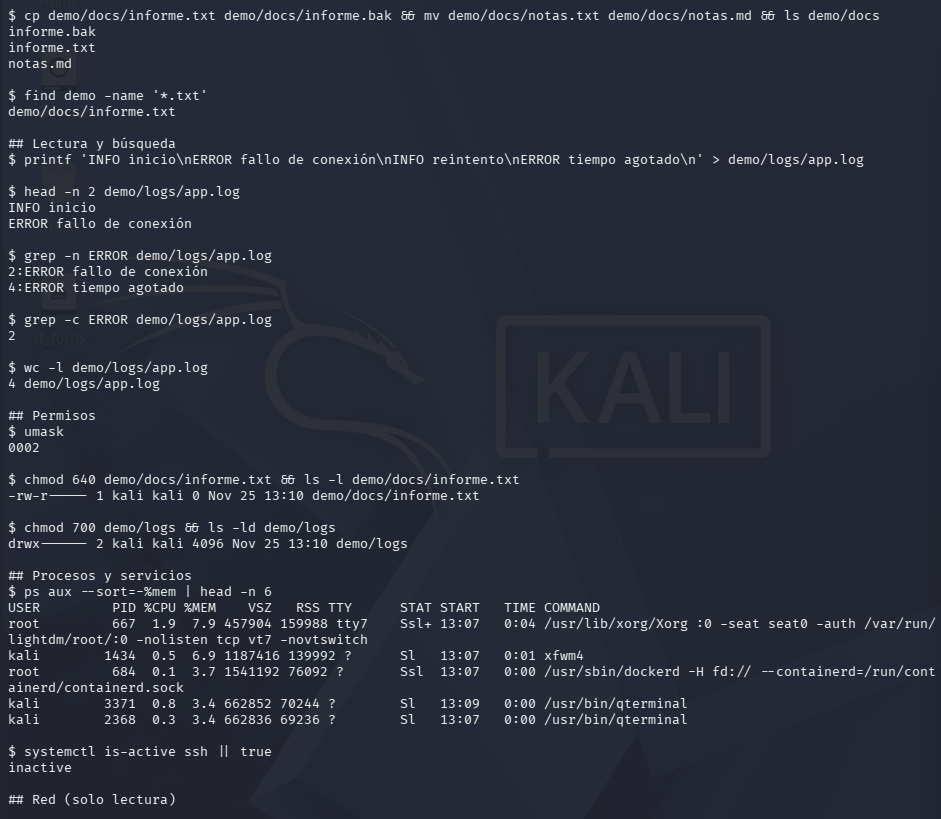 $ cp demo/docs/informe.txt demo/docs/informe.bak && mv demo/docs/notas.txt demo/docs/notas.md && ls demo/docs
informe.bak
informe.txt
notas.md
$ find demo -name '*.txt'
demo/docs/informe.txt
## Lectura y búsqueda
$ printf 'INFO inicio\nERROR fallo de conexión\nINFO reintento\nERROR tiempo agotado\n' > demo/logs/app.log
$ head -n 2 demo/logs/app.log
INFO inicio
ERROR fallo de conexión
$ grep -n ERROR demo/logs/app.log
2:ERROR fallo de conexión
4:ERROR tiempo agotado
$ grep -c ERROR demo/logs/app.log
2
$ wc -l demo/logs/app.log
4 demo/logs/app.log
KALI
## Permisos
$ umask
0002
$ chmod 640 demo/docs/informe.txt && ls -l demo/docs/informe.txt
-rw-r----- 1 kali kali 0 Nov 25 13:10 demo/docs/informe.txt
$ chmod 700 demo/logs && ls -ld demo/logs
drwx------ 2 kali kali 4096 Nov 25 13:10 demo/logs
## Procesos y servicios
$ ps aux --sort=-%mem | head -n 6
USER         PID %CPU %MEM    VSZ   RSS TTY      STAT START   TIME COMMAND
root         667  1.9  7.9 457904 159988 tty7    Ssl+ 13:07   0:04 /usr/lib/xorg/Xorg :0 -seat seat0 -auth /var/run/
lightdm/root/:0 -nolisten tcp vt7 -novtswitch
kali        1434  0.5  6.9 1187416 139992 ?      Sl   13:07   0:01 xfwm4
root         684  0.1  3.7 1541192 76092 ?       Ssl  13:07   0:00 /usr/sbin/dockerd -H fd:// --containerd=/run/cont
ainerd/containerd.sock
kali        3371  0.8  3.4 662852 70244 ?        Sl   13:09   0:00 /usr/bin/qterminal
kali        2368  0.3  3.4 662836 69236 ?        Sl   13:07   0:00 /usr/bin/qterminal
$ systemctl is-active ssh || true
inactive
## Red (solo lectura)